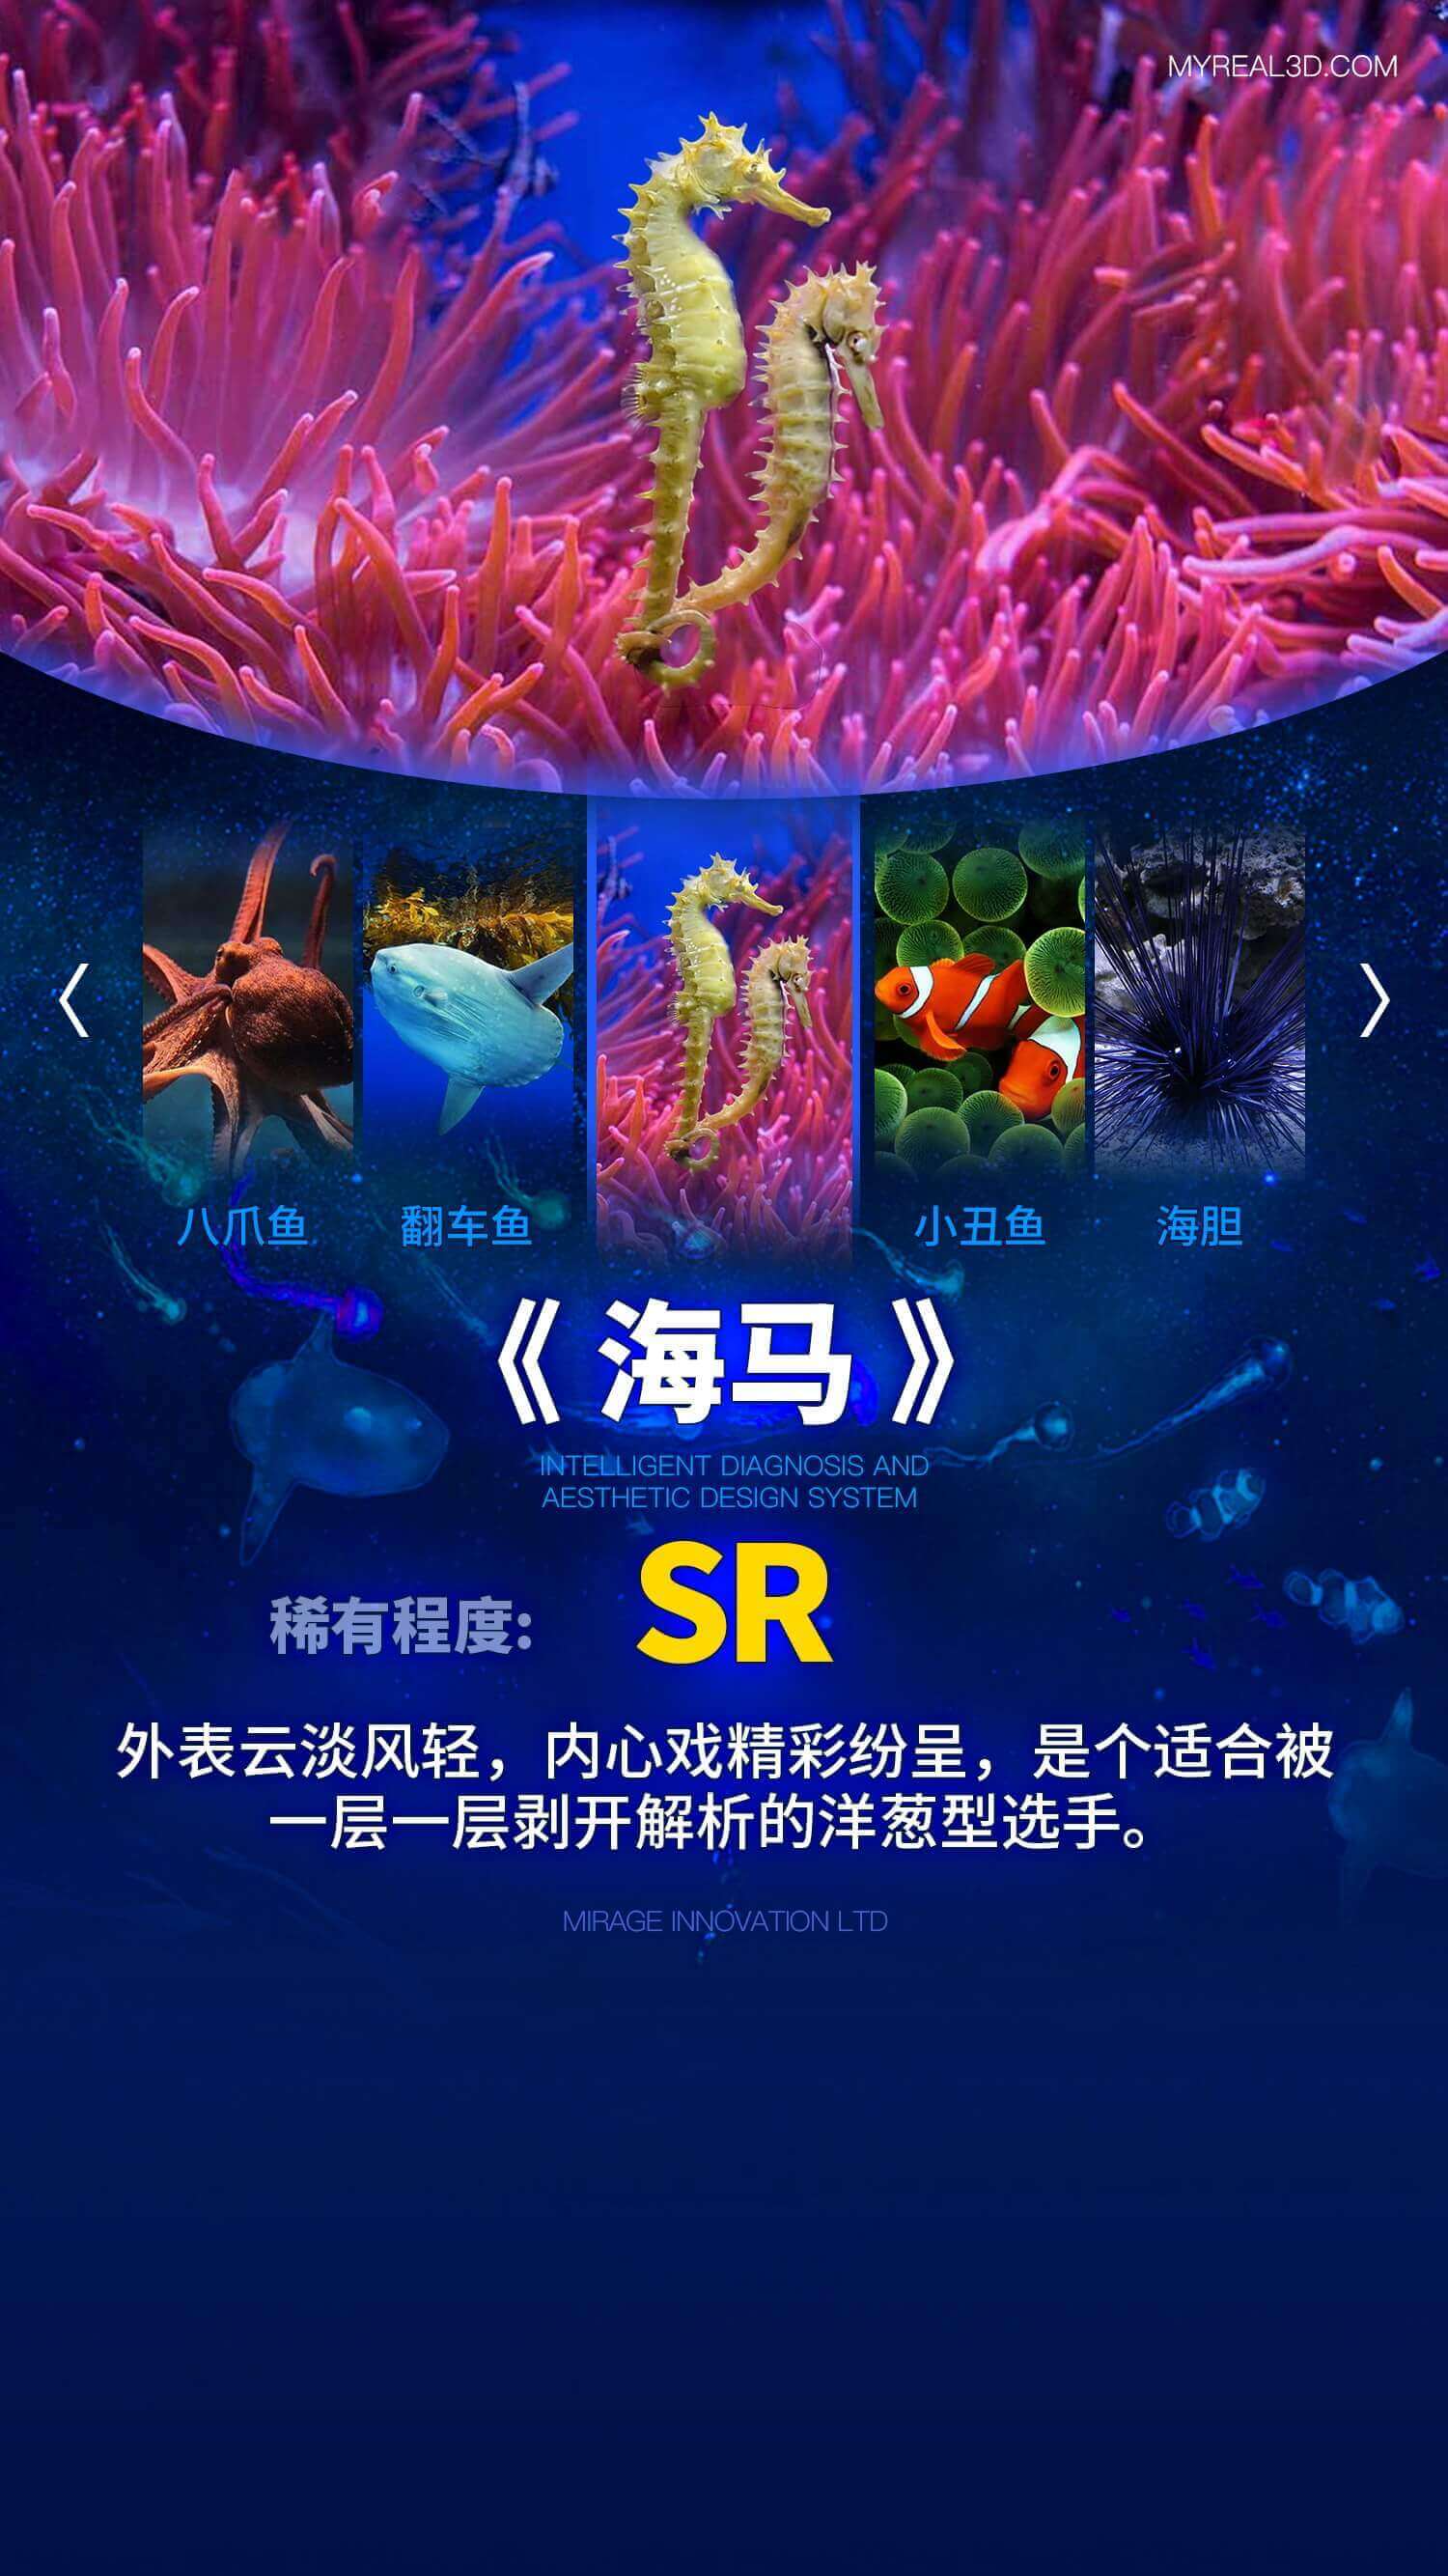 MYREAL3D.COM
八爪鱼
翻车鱼
小丑鱼
海胆
《海马》
INTELLIGENT DIAGNOSIS AND
AESTHETIC DESIGN SYSTEM
稀有程度: SR
外表云淡风轻，内心戏精彩纷呈，是个适合被
一层一层剥开解析的洋葱型选手。
MIRAGE INNOVATION LTD